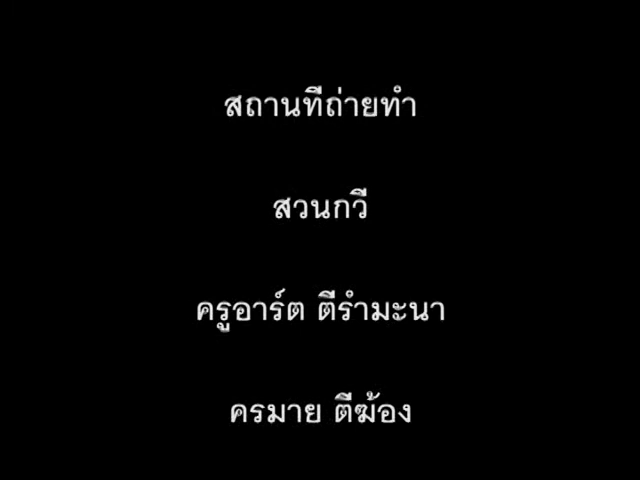 สถานที่ถ่ายทำ
สวนกวี
ครูอาร์ต ตีรำมะนา
ครมาย ตีฆ้อง